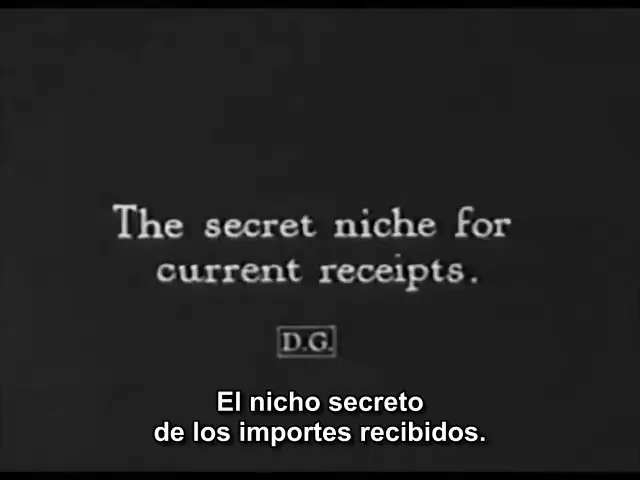 The secret niche for
current receipts.
D.G.
El nicho secreto
de los importes recibidos.